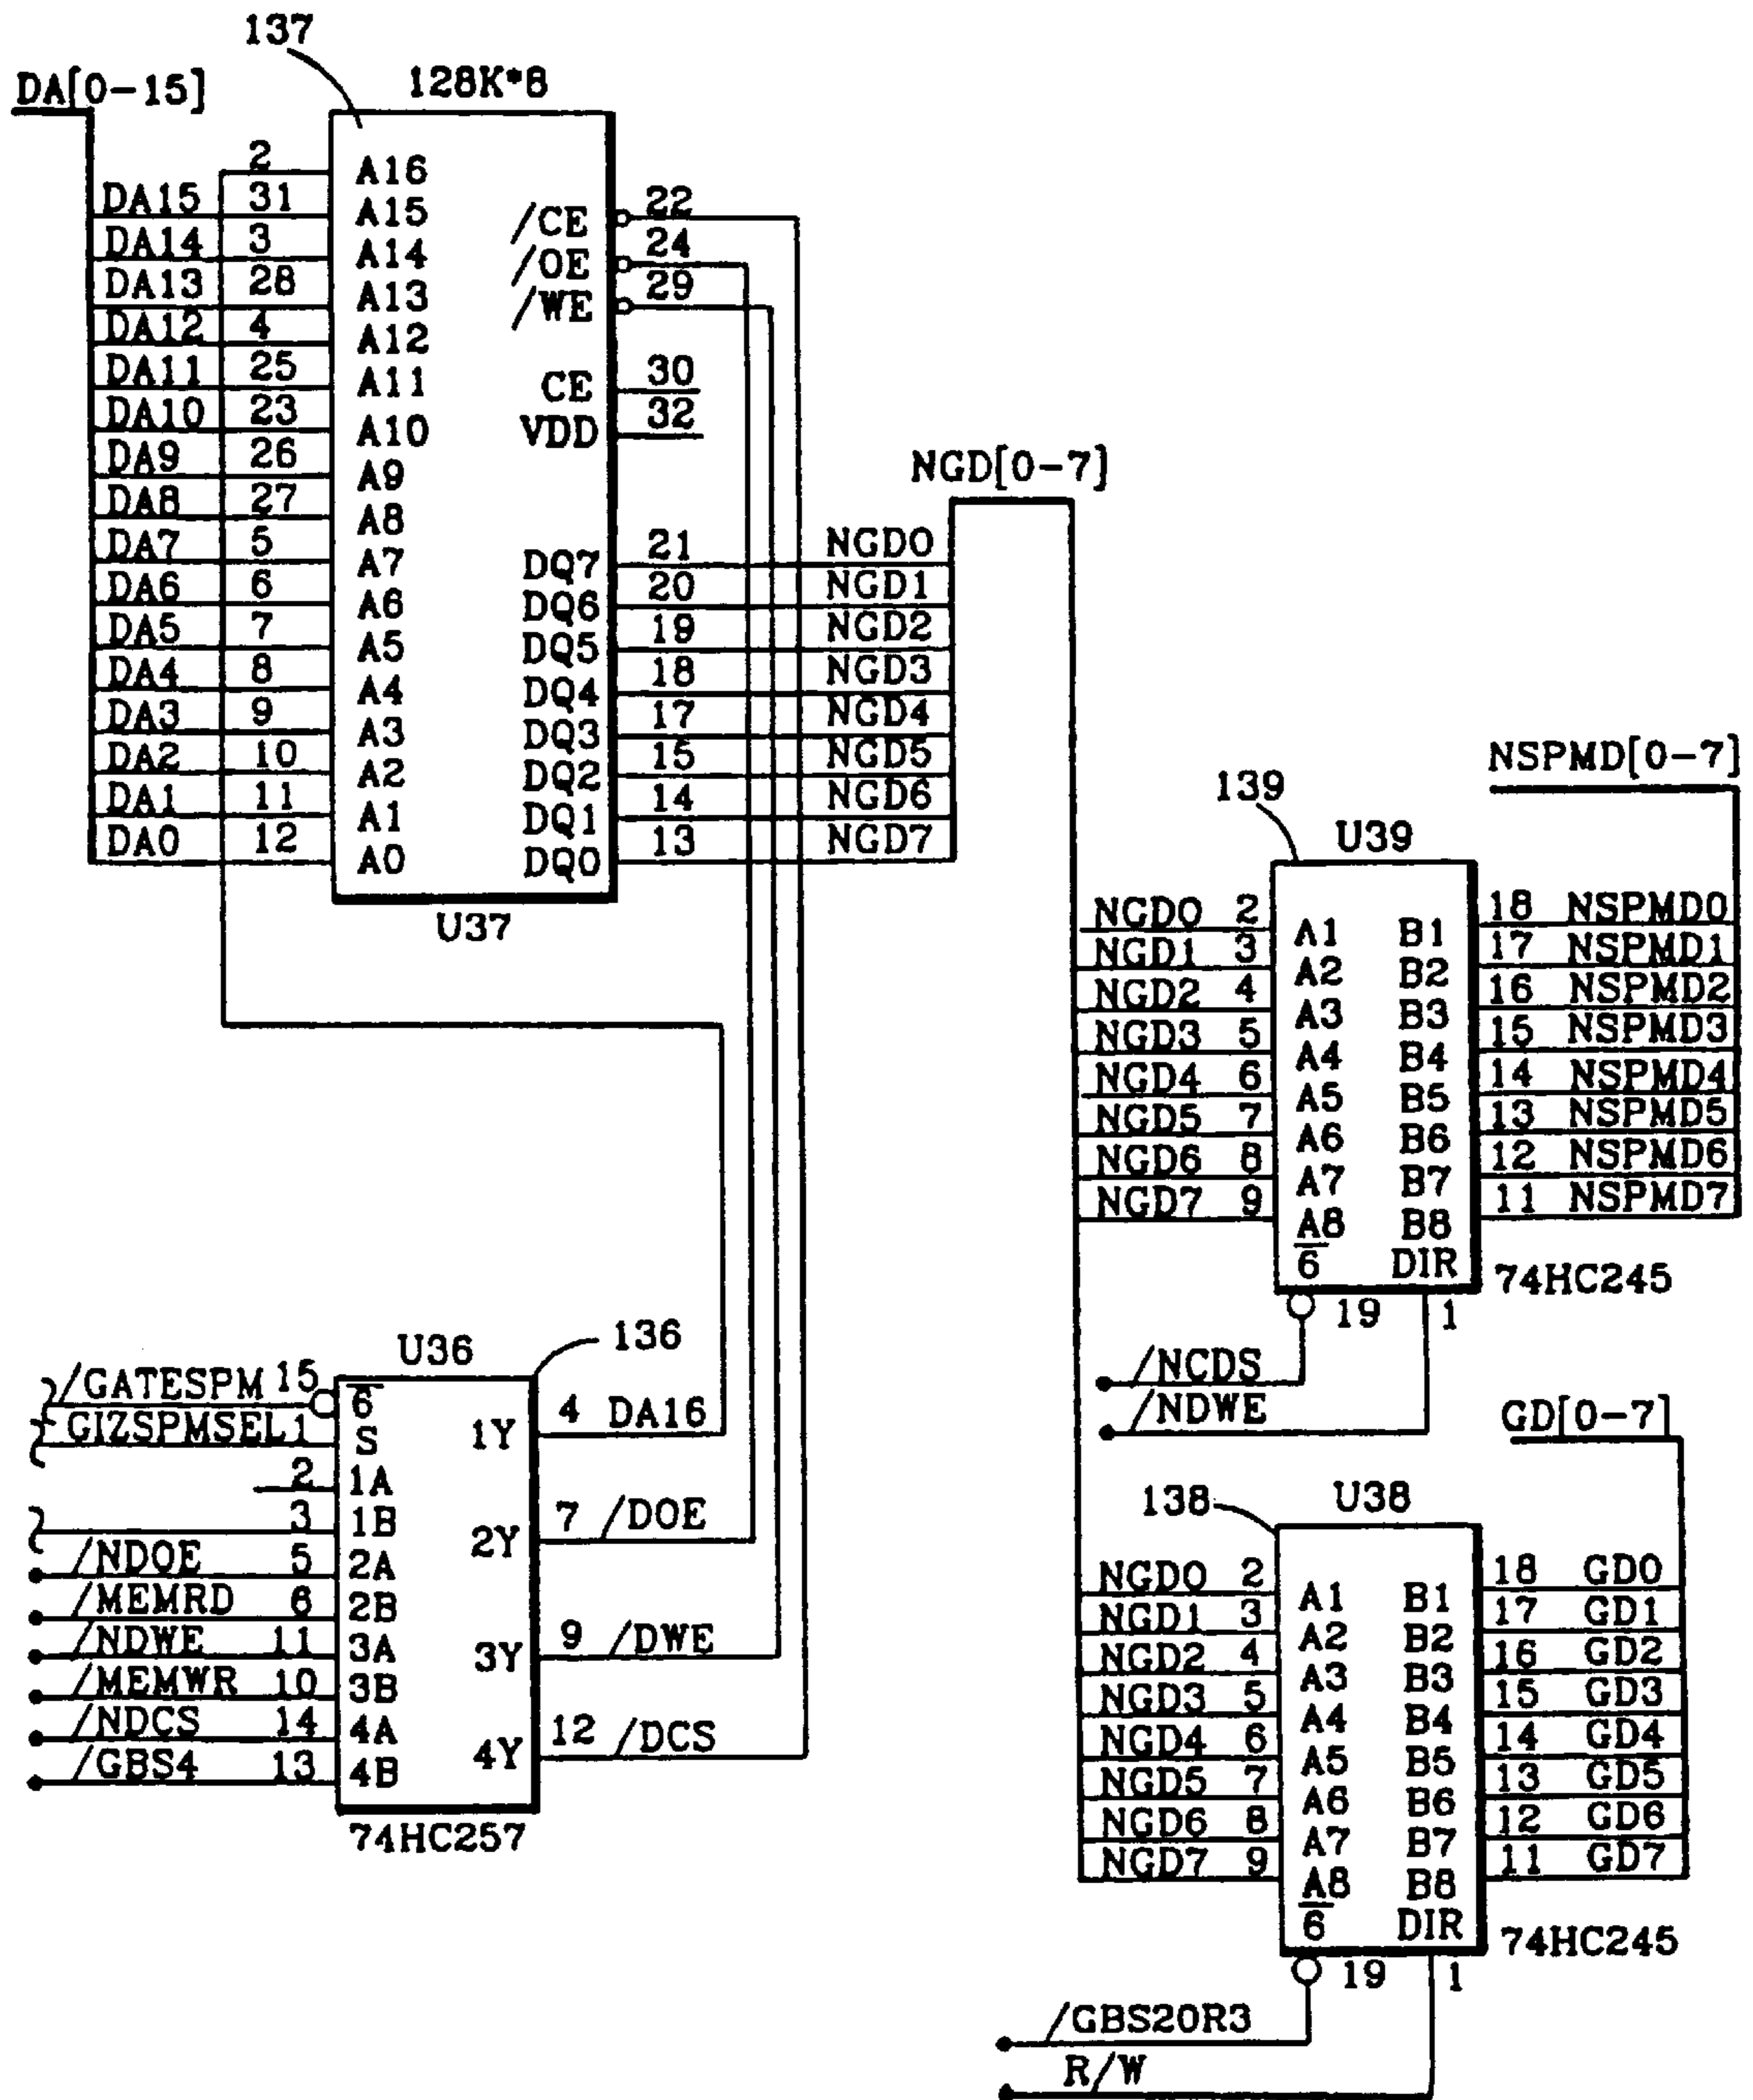 137
DA[0-15]
128K*8
2 A16
DA15 31 A15
DA14 3 A14
DA13 28 A13
DA12 4 A12
DA11 25 A11
DA10 23 A10
DA9 26 A9
DA8 27 A8
DA7 5 A7
DA6 6 A6
DA5 7 A5
DA4 8 A4
DA3 9 A3
DA2 10 A2
DA1 11 A1
DA0 12 A0
/CE 22
/OE 24
/WE 29
CE 30
VDD 32
DQ7 21 NGD0
DQ6 20 NGD1
DQ5 19 NGD2
DQ4 18 NGD3
DQ3 17 NGD4
DQ2 15 NGD5
DQ1 14 NGD6
DQ0 13 NGD7
U37
NGD[0-7]
NSPMD[0-7]
139
U39
NGD0 2 A1 B1 18 NSPMD0
NGD1 3 A2 B2 17 NSPMD1
NGD2 4 A3 B3 16 NSPMD2
NGD3 5 A4 B4 15 NSPMD3
NGD4 6 A5 B5 14 NSPMD4
NGD5 7 A6 B6 13 NSPMD5
NGD6 8 A7 B7 12 NSPMD6
NGD7 9 A8 B8 11 NSPMD7
6 DIR 74HC245
19 1
/NCDS
/NDWE
U36
136
/GATESPM 15 6
GIZSPMSEL 1 S
2 1A
3 1B
/NDOE 5 2A
/MEMRD 6 2B
/NDWE 11 3A
/MEMWR 10 3B
/NDCS 14 4A
/GBS4 13 4B
1Y 4 DA16
2Y 7 /DOE
3Y 9 /DWE
4Y 12 /DCS
74HC257
GD[0-7]
138
U38
NGD0 2 A1 B1 18 GD0
NGD1 3 A2 B2 17 GD1
NGD2 4 A3 B3 16 GD2
NGD3 5 A4 B4 15 GD3
NGD4 6 A5 B5 14 GD4
NGD5 7 A6 B6 13 GD5
NGD6 8 A7 B7 12 GD6
NGD7 9 A8 B8 11 GD7
6 DIR 74HC245
19 1
/GBS20R3
R/W